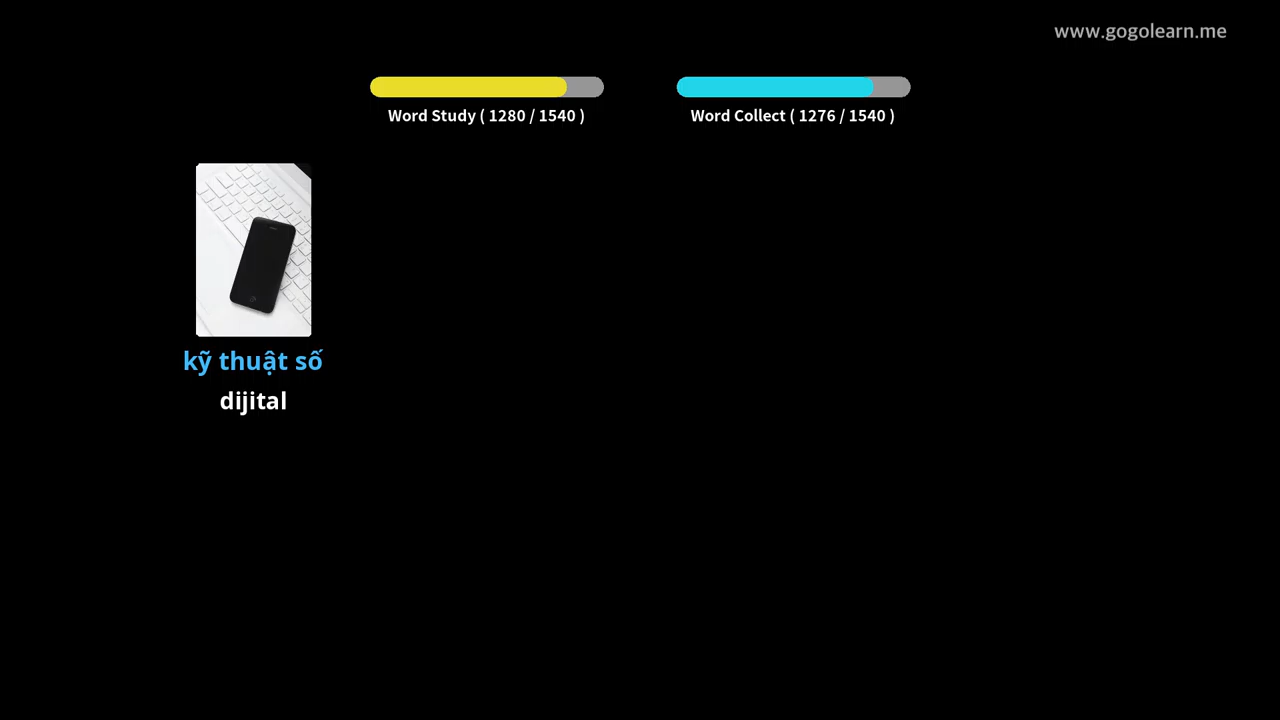 www.gogolearn.me
Word Study ( 1280 / 1540 )
Word Collect ( 1276 / 1540 )
kỹ thuật số
dijital